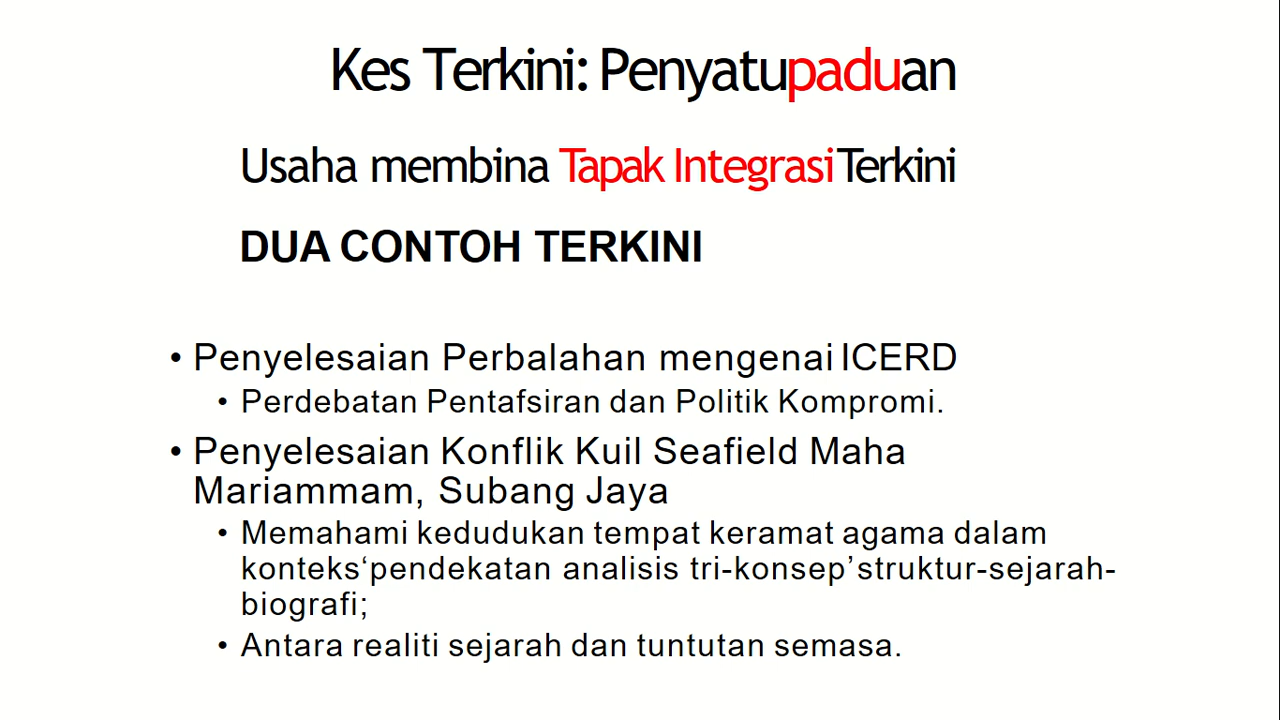 Kes Terkini: Penyatupaduan
Usaha membina Tapak Integrasi Terkini
DUA CONTOH TERKINI
• Penyelesaian Perbalahan mengenai ICERD
• Perdebatan Pentafsiran dan Politik Kompromi.
• Penyelesaian Konflik Kuil Seafield Maha
Mariammam, Subang Jaya
• Memahami kedudukan tempat keramat agama dalam
konteks‘pendekatan analisis tri-konsep’struktur-sejarah-
biografi;
• Antara realiti sejarah dan tuntutan semasa.